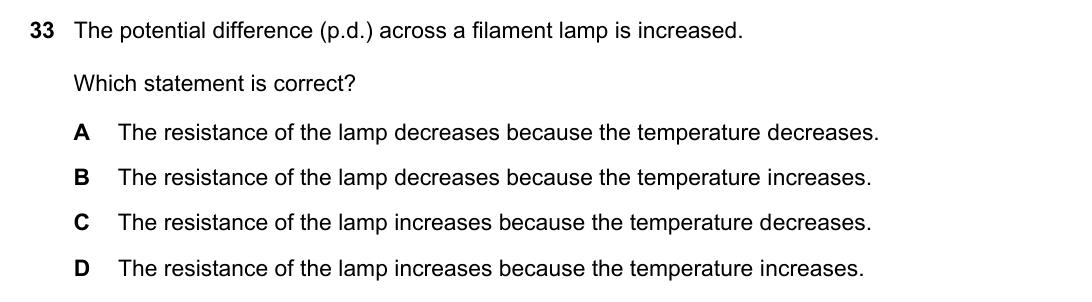 33 The potential difference (p.d.) across a filament lamp is increased.
Which statement is correct?
A The resistance of the lamp decreases because the temperature decreases.
B The resistance of the lamp decreases because the temperature increases.
C The resistance of the lamp increases because the temperature decreases.
D The resistance of the lamp increases because the temperature increases.